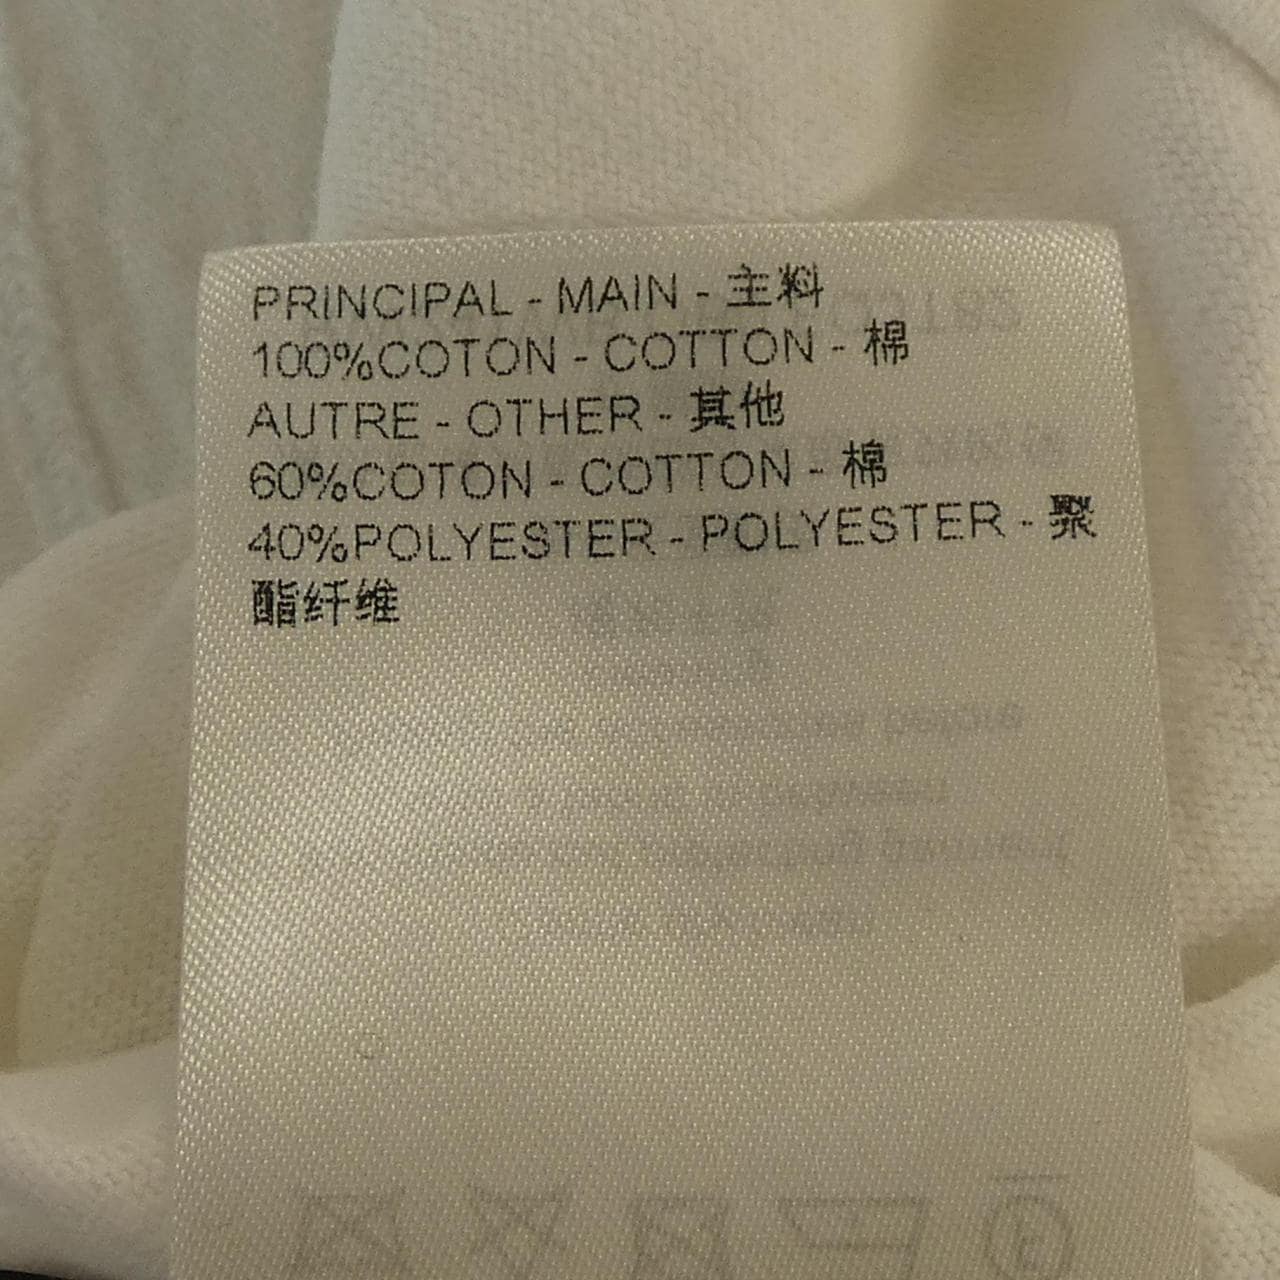 PRINCIPAL - MAIN - 主料
100%COTON - COTTON - 棉
AUTRE - OTHER - 其他
60%COTON - COTTON - 棉
40%POLYESTER - POLYESTER - 聚
酯纤维